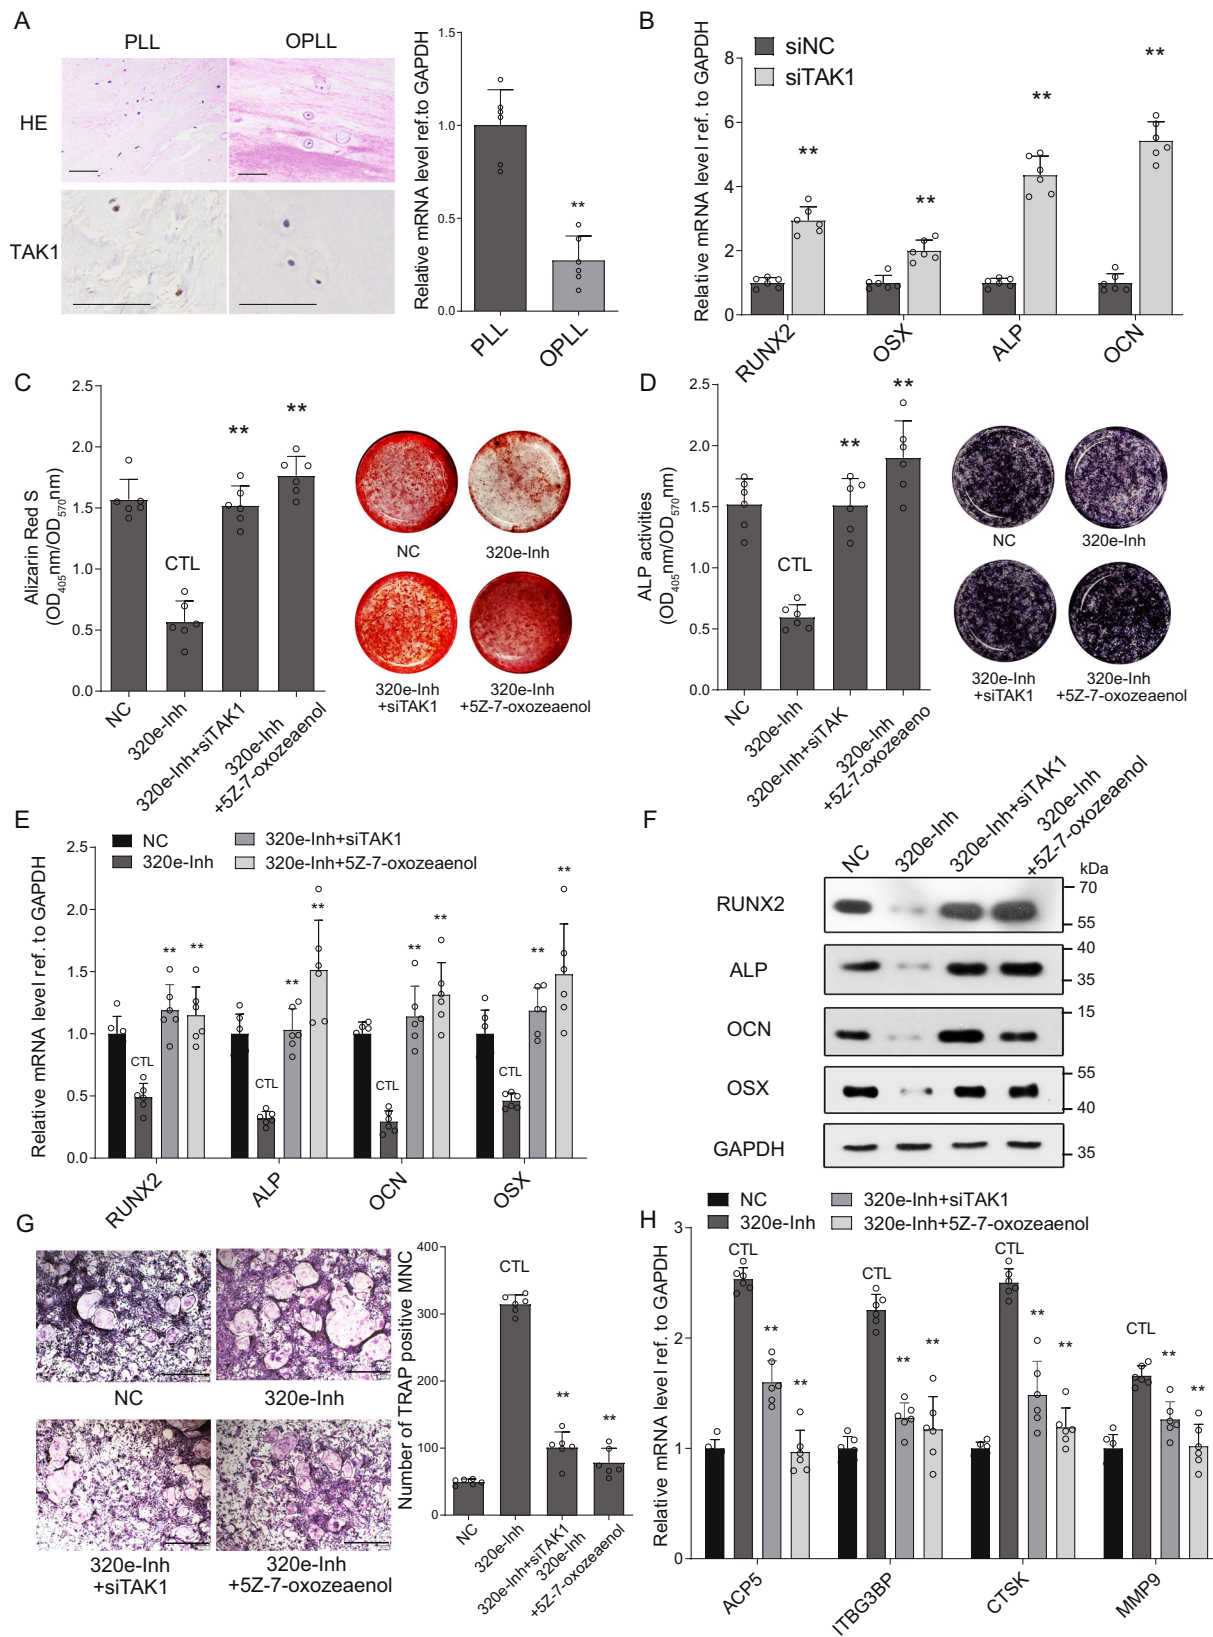 A
PLL
OPLL
HE
TAK1
Relative mRNA level ref.to GAPDH
1.5
1.0
0.5
0.0
**
PLL
OPLL
B
Relative mRNA level ref. to GAPDH
8
6
4
2
0
siNC
siTAK1
**
**
**
**
RUNX2
OSX
ALP
OCN
C
Alizarin Red S
(OD405nm/OD570nm)
2.5
2.0
1.5
1.0
0.5
0.0
CTL
**
**
NC
320e-Inh
320e-Inh+siTAK1
320e-Inh
+5Z-7-oxozeaenol
NC
320e-Inh
320e-Inh
+siTAK1
320e-Inh
+5Z-7-oxozeaenol
D
ALP activities
(OD405nm/OD570nm)
2.5
2.0
1.5
1.0
0.5
0.0
CTL
**
**
NC
320e-Inh
320e-Inh+siTAK
320e-Inh
+5Z-7-oxozeaeno
NC
320e-Inh
320e-Inh
+siTAK1
320e-Inh
+5Z-7-oxozeaenol
E
NC
320e-Inh
320e-Inh+siTAK1
320e-Inh+5Z-7-oxozeaenol
Relative mRNA level ref. to GAPDH
2.5
2.0
1.5
1.0
0.5
0.0
CTL
**
**
CTL
**
**
CTL
**
**
CTL
**
**
RUNX2
ALP
OCN
OSX
F
NC
320e-Inh
320e-Inh+siTAK1
320e-Inh
+5Z-7-oxozeaenol
kDa
RUNX2
70
55
ALP
40
35
OCN
15
OSX
55
40
GAPDH
35
G
NC
320e-Inh
320e-Inh
+siTAK1
320e-Inh
+5Z-7-oxozeaenol
Number of TRAP positive MNC
400
300
200
100
0
CTL
**
**
NC
320e-Inh
320e-Inh+siTAK1
320e-Inh
+5Z-7-oxozeaenol
H
NC
320e-Inh
320e-Inh+siTAK1
320e-Inh+5Z-7-oxozeaenol
Relative mRNA level ref. to GAPDH
3
2
1
0
CTL
**
**
CTL
**
**
CTL
**
**
CTL
**
**
ACP5
ITBG3BP
CTSK
MMP9